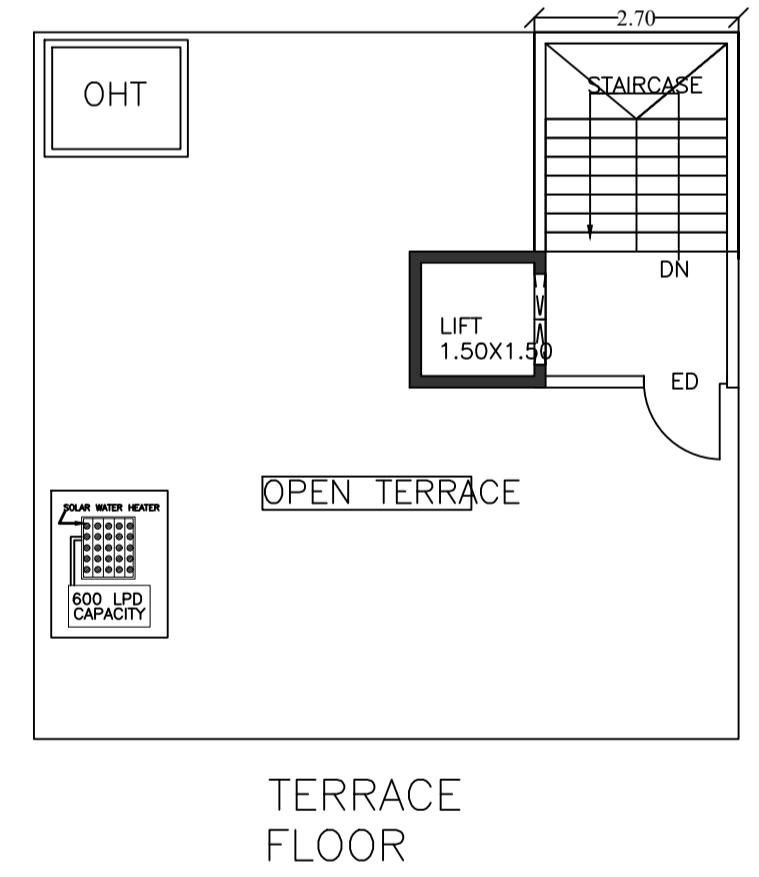 2.70
OHT
STAIRCASE
DN
LIFT
1.50X1.50
ED
OPEN TERRACE
SOLAR WATER HEATER
600 LPD
CAPACITY
TERRACE
FLOOR